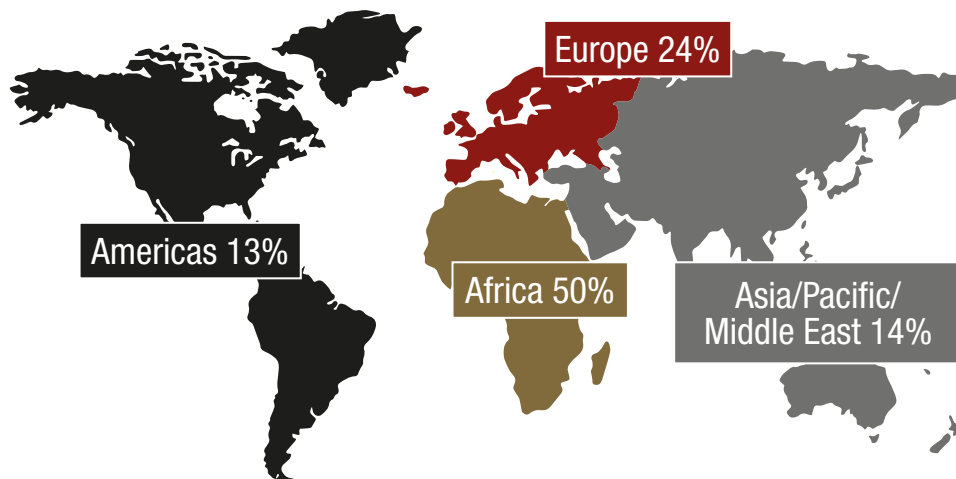 Europe 24%
Americas 13%
Africa 50%
Asia/Pacific/
Middle East 14%